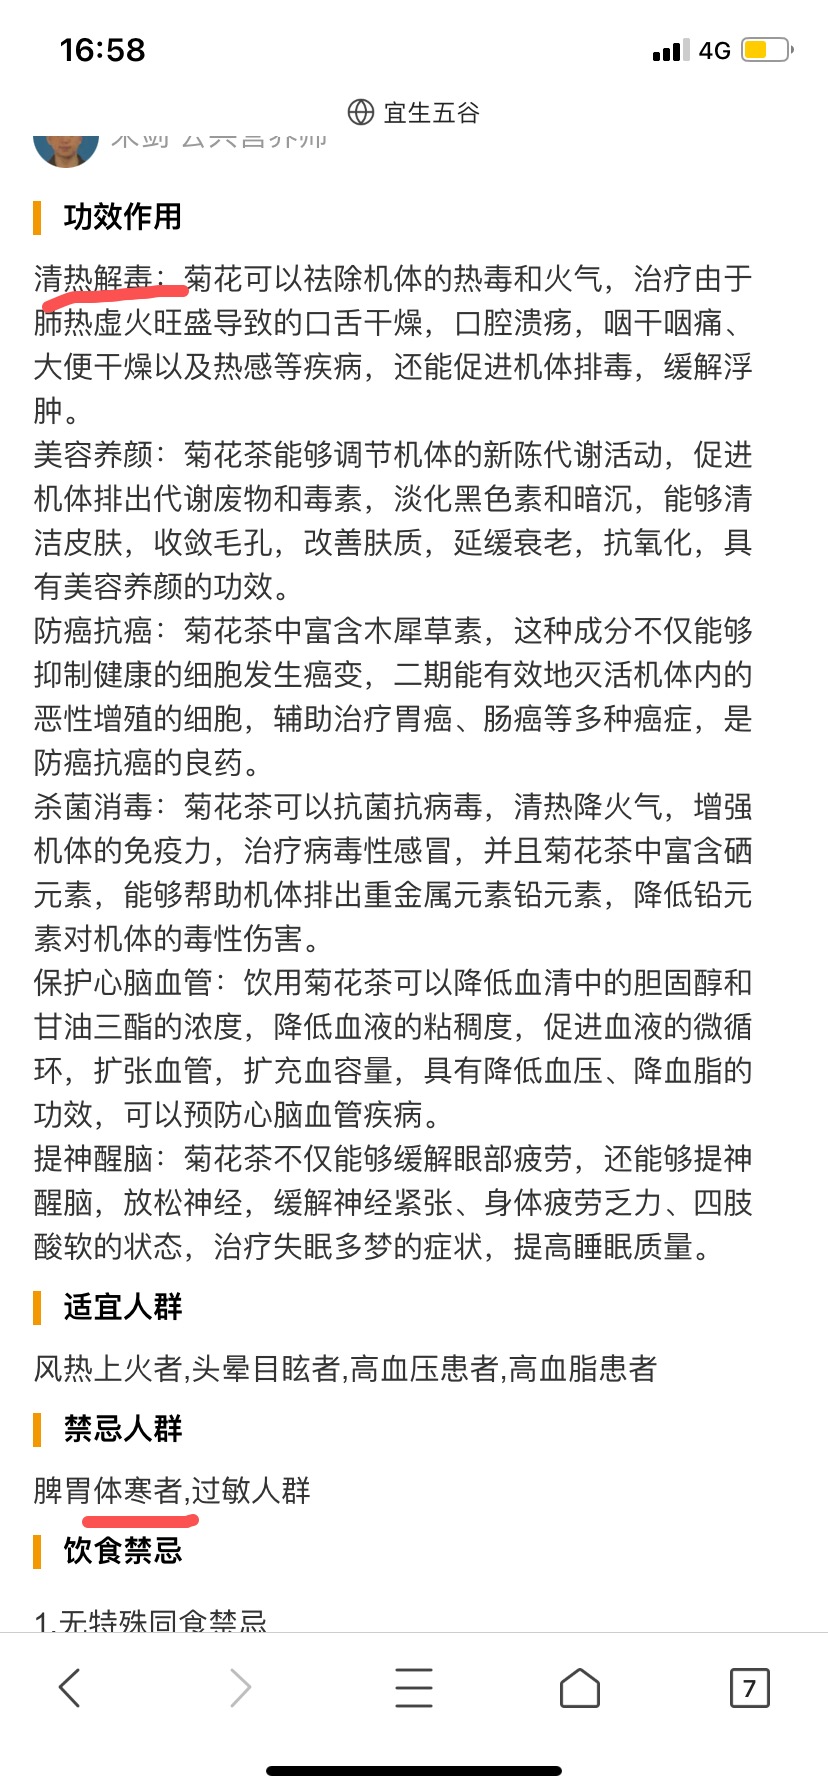 16:58
4G
宜生五谷
公共营养师
功效作用
清热解毒：菊花可以祛除机体的热毒和火气，治疗由于
肺热虚火旺盛导致的口舌干燥，口腔溃疡，咽干咽痛、
大便干燥以及热感等疾病，还能促进机体排毒，缓解浮
肿。
美容养颜：菊花茶能够调节机体的新陈代谢活动，促进
机体排出代谢废物和毒素，淡化黑色素和暗沉，能够清
洁皮肤，收敛毛孔，改善肤质，延缓衰老，抗氧化，具
有美容养颜的功效。
防癌抗癌：菊花茶中富含木犀草素，这种成分不仅能够
抑制健康的细胞发生癌变，二期能有效地灭活机体内的
恶性增殖的细胞，辅助治疗胃癌、肠癌等多种癌症，是
防癌抗癌的良药。
杀菌消毒：菊花茶可以抗菌抗病毒，清热降火气，增强
机体的免疫力，治疗病毒性感冒，并且菊花茶中富含硒
元素，能够帮助机体排出重金属元素铅元素，降低铅元
素对机体的毒性伤害。
保护心脑血管：饮用菊花茶可以降低血清中的胆固醇和
甘油三酯的浓度，降低血液的粘稠度，促进血液的微循
环，扩张血管，扩充血容量，具有降低血压、降血脂的
功效，可以预防心脑血管疾病。
提神醒脑：菊花茶不仅能够缓解眼部疲劳，还能够提神
醒脑，放松神经，缓解神经紧张、身体疲劳乏力、四肢
酸软的状态，治疗失眠多梦的症状，提高睡眠质量。
适宜人群
风热上火者,头晕目眩者,高血压患者,高血脂患者
禁忌人群
脾胃体寒者,过敏人群
饮食禁忌
1.无特殊同食禁忌
7